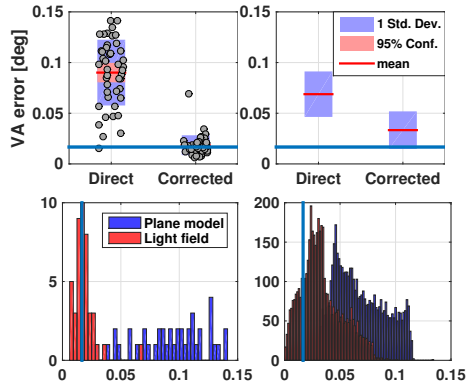 VA error [deg]
0.15
0.1
0.05
0
Direct
Corrected
0.15
0.1
0.05
0
1 Std. Dev.
95% Conf.
mean
Direct
Corrected
10
5
0
Plane model
Light field
0
0.05
0.1
0.15
200
150
100
50
0
0
0.05
0.1
0.15